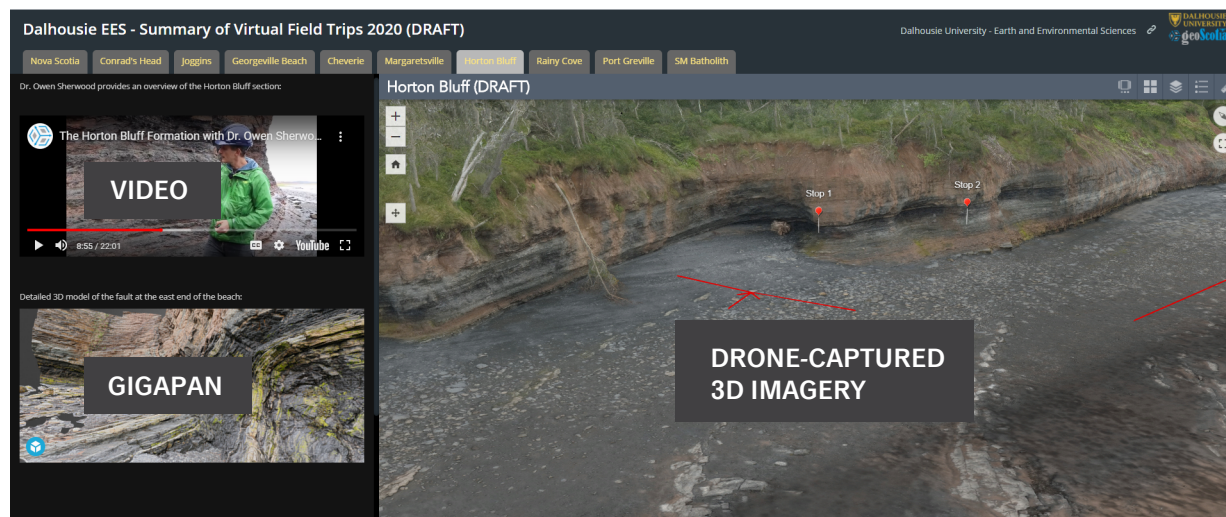 Dalhousie EES - Summary of Virtual Field Trips 2020 (DRAFT)
Dalhousie University - Earth and Environmental Sciences
DALHOUSIE
UNIVERSITY
geoScotia
Nova Scotia
Conrad's Head
Joggins
Georgeville Beach
Cheverie
Margaretsville
Horton Bluff
Rainy Cove
Port Greville
SM Batholith
Dr. Owen Sherwood provides an overview of the Horton Bluff section:
Horton Bluff (DRAFT)
The Horton Bluff Formation with Dr. Owen Sherwo...
VIDEO
8:55 / 22:01
CC
YouTube
Stop 1
Stop 2
Detailed 3D model of the fault at the east end of the beach:
GIGAPAN
DRONE-CAPTURED
3D IMAGERY